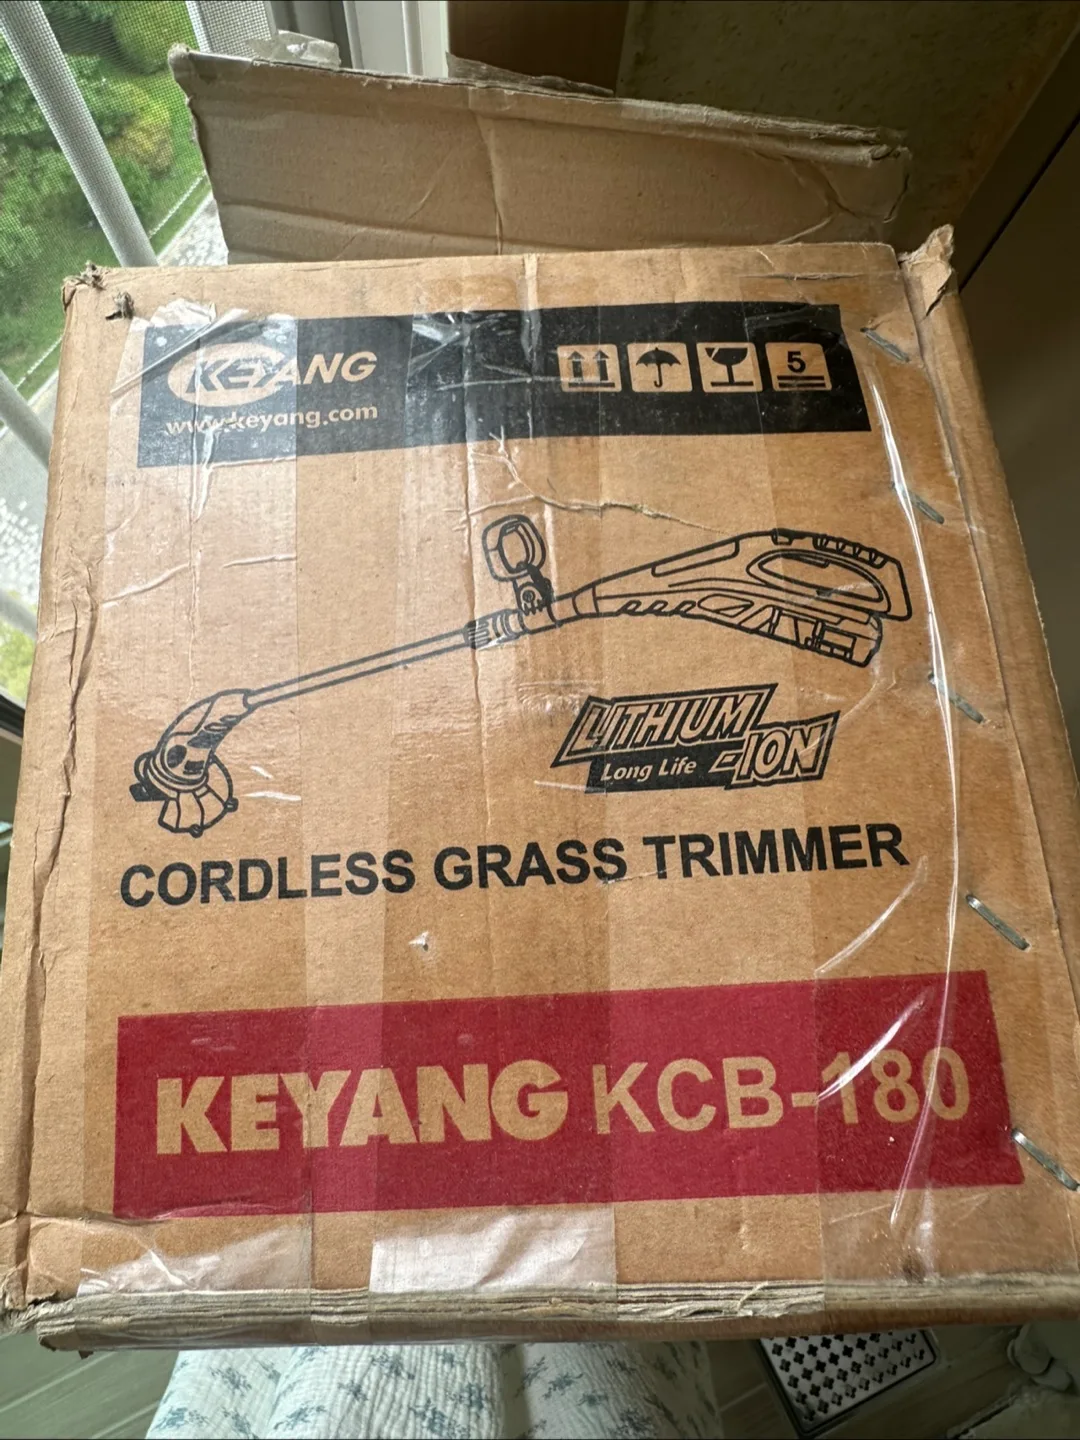 KEYANG
www.keyang.com
5
LITHIUM
-ION
Long Life
CORDLESS GRASS TRIMMER
KEYANG KCB-180